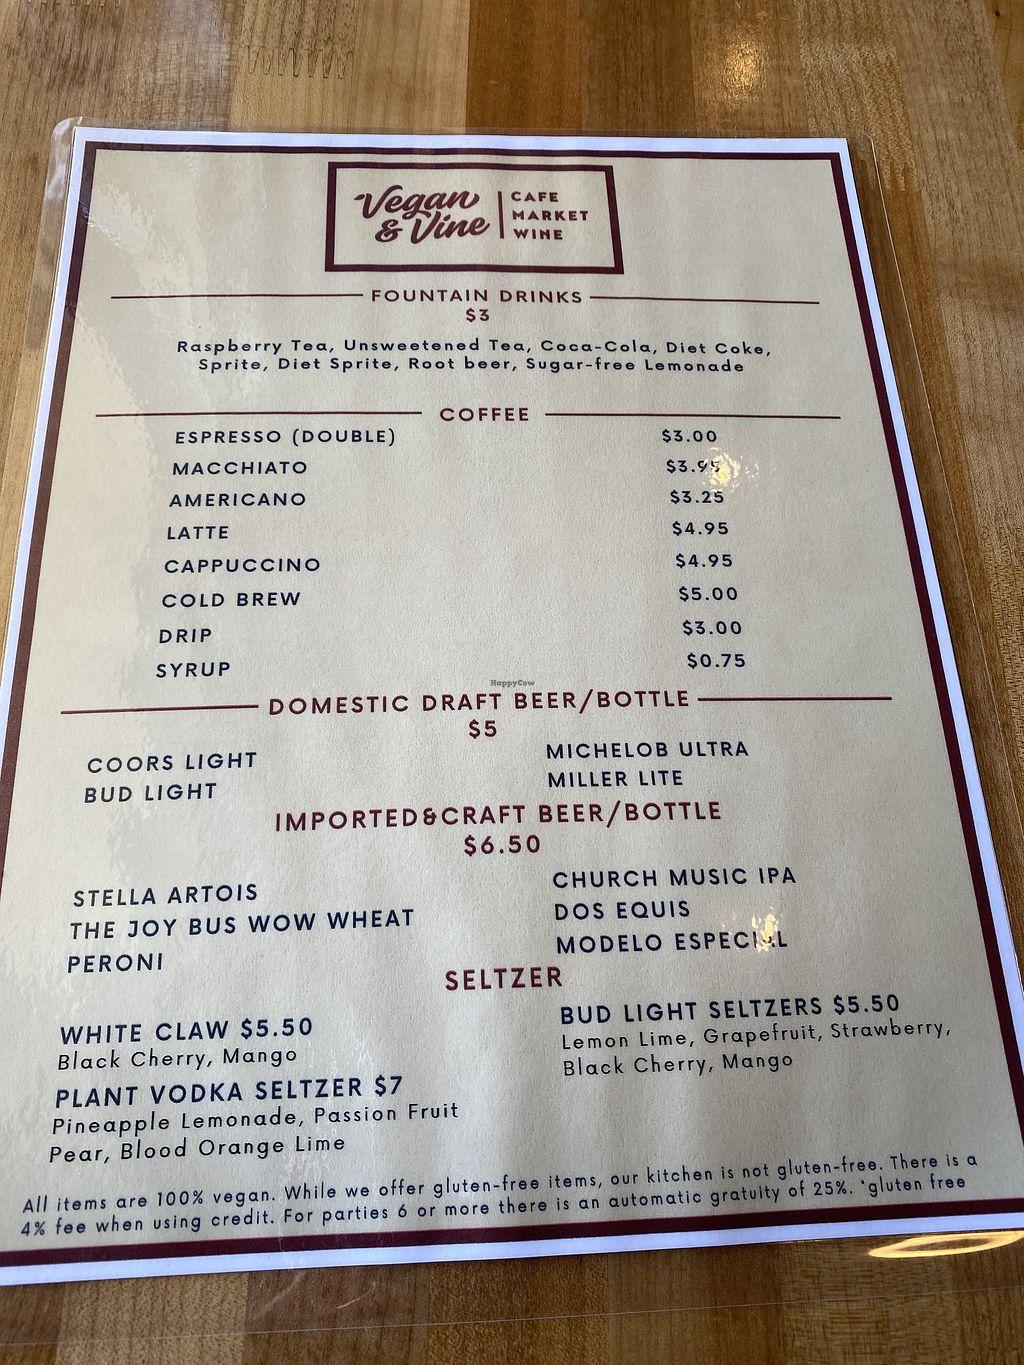 Vegan & Vine
CAFE
MARKET
WINE
FOUNTAIN DRINKS
$3
Raspberry Tea, Unsweetened Tea, Coca-Cola, Diet Coke,
Sprite, Diet Sprite, Root beer, Sugar-free Lemonade
COFFEE
ESPRESSO (DOUBLE) $3.00
MACCHIATO $3.95
AMERICANO $3.25
LATTE $4.95
CAPPUCCINO $4.95
COLD BREW $5.00
DRIP $3.00
SYRUP $0.75
HappyCow
DOMESTIC DRAFT BEER/BOTTLE
$5
COORS LIGHT
BUD LIGHT
MICHELOB ULTRA
MILLER LITE
IMPORTED&CRAFT BEER/BOTTLE
$6.50
STELLA ARTOIS
THE JOY BUS WOW WHEAT
PERONI
CHURCH MUSIC IPA
DOS EQUIS
MODELO ESPECIAL
SELTZER
WHITE CLAW $5.50
Black Cherry, Mango
PLANT VODKA SELTZER $7
Pineapple Lemonade, Passion Fruit
Pear, Blood Orange Lime
BUD LIGHT SELTZERS $5.50
Lemon Lime, Grapefruit, Strawberry,
Black Cherry, Mango
All items are 100% vegan. While we offer gluten-free items, our kitchen is not gluten-free. There is a
4% fee when using credit. For parties 6 or more there is an automatic gratuity of 25%. *gluten free